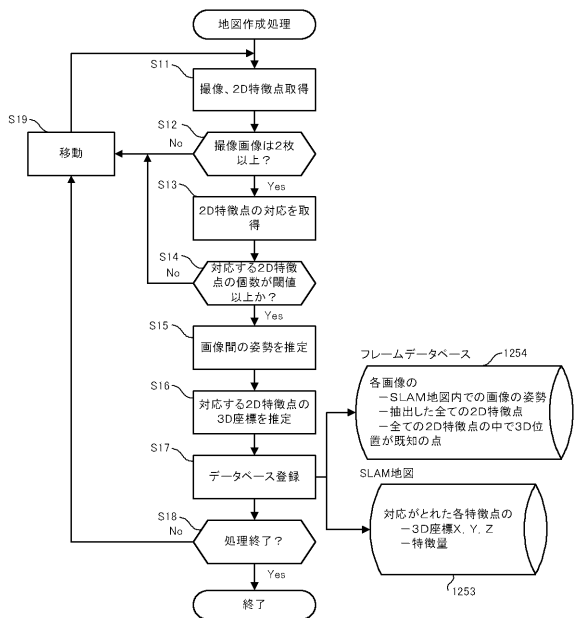 地図作成処理
S11
撮像、2D特徴点取得
S19
移動
S12
No
撮像画像は2枚
以上？
Yes
S13
2D特徴点の対応を取
得
S14
No
対応する2D特徴
点の個数が閾値
以上か？
Yes
S15
画像間の姿勢を推定
S16
対応する2D特徴点の
3D座標を推定
S17
データベース登録
S18
No
処理終了？
Yes
終了
フレームデータベース
1254
各画像の
－SLAM地図内での画像の姿勢
－抽出した全ての2D特徴点
－全ての2D特徴点の中で3D位
置が既知の点
SLAM地図
対応がとれた各特徴点の
－3D座標X, Y, Z
－特徴量
1253